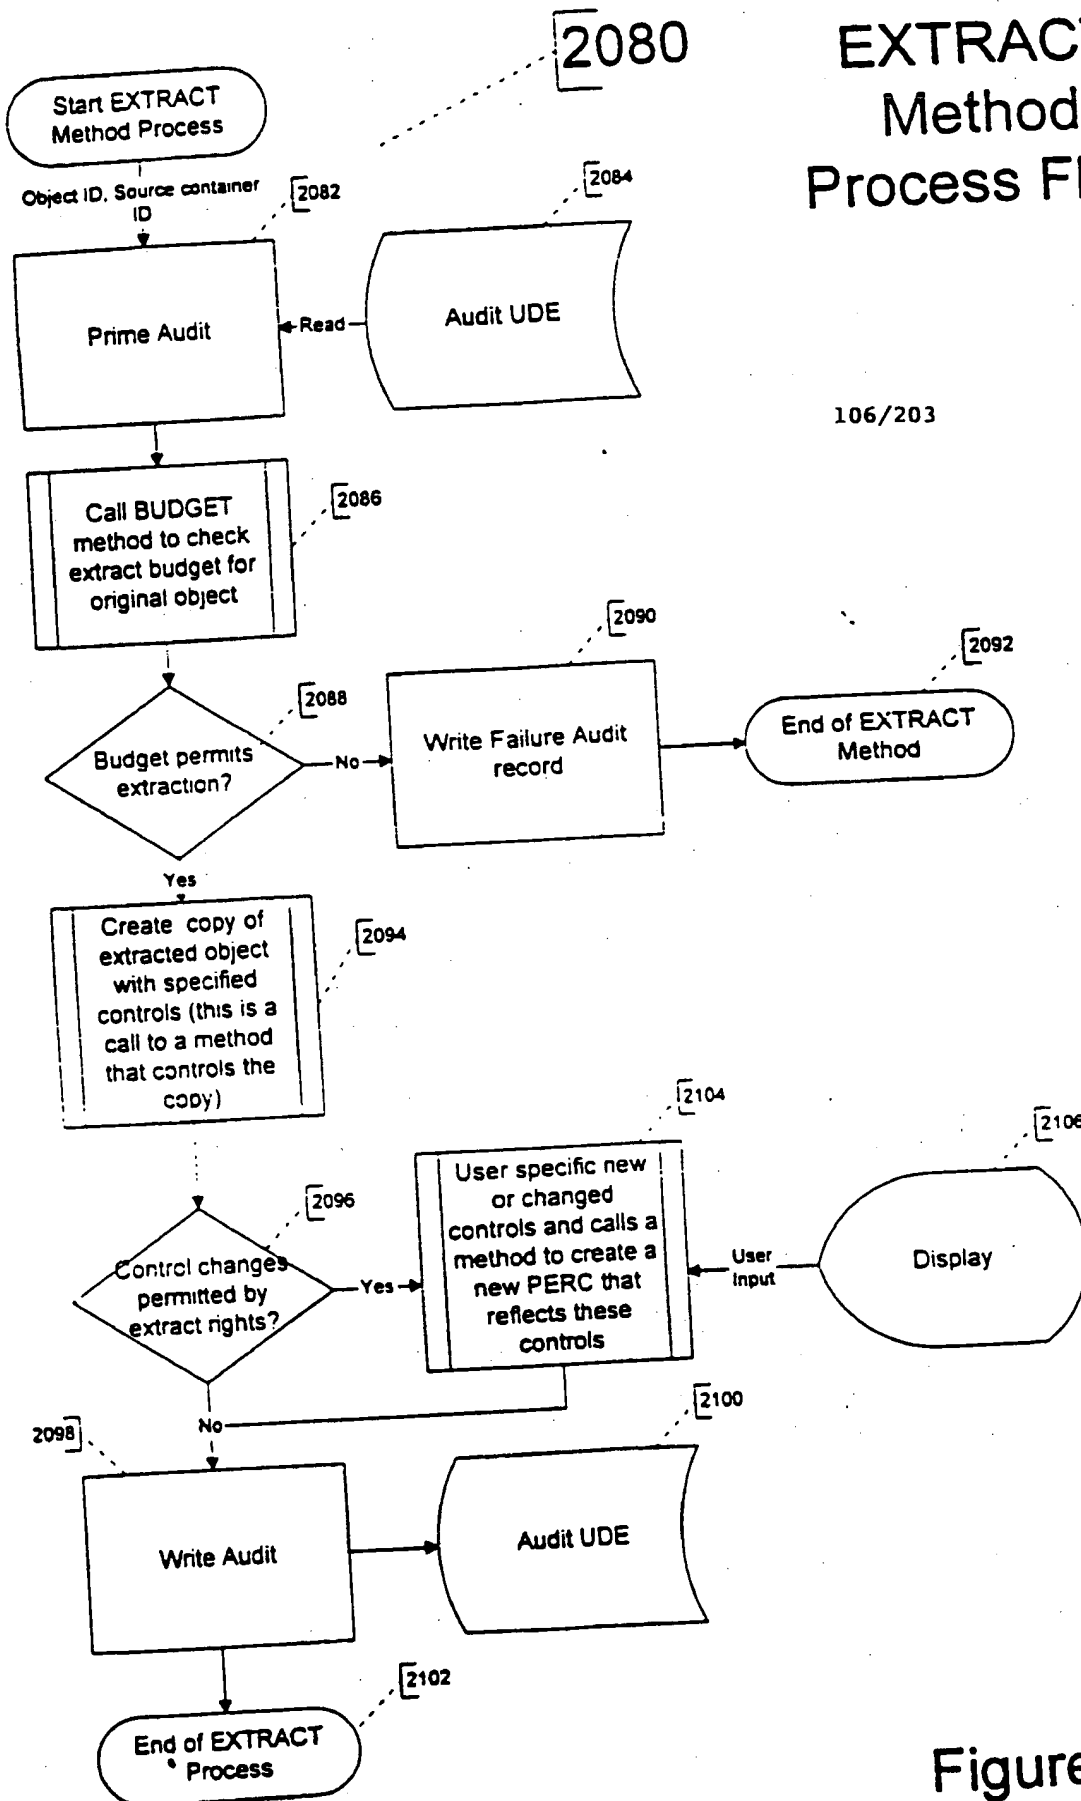 2080
EXTRACT
Method
Process Fl
Start EXTRACT
Method Process
Object ID, Source container
ID
2082
2084
Prime Audit
Read
Audit UDE
106/203
Call BUDGET
method to check
extract budget for
original object
2086
2090
2092
2088
Budget permits
extraction?
No
Write Failure Audit
record
End of EXTRACT
Method
Yes
Create copy of
extracted object
with specified
controls (this is a
call to a method
that controls the
copy)
2094
2104
2106
User specific new
or changed
controls and calls a
method to create a
new PERC that
reflects these
controls
2096
Control changes
permitted by
extract rights?
Yes
User
Input
Display
No
2098
2100
Write Audit
Audit UDE
2102
End of EXTRACT
Process
Figure